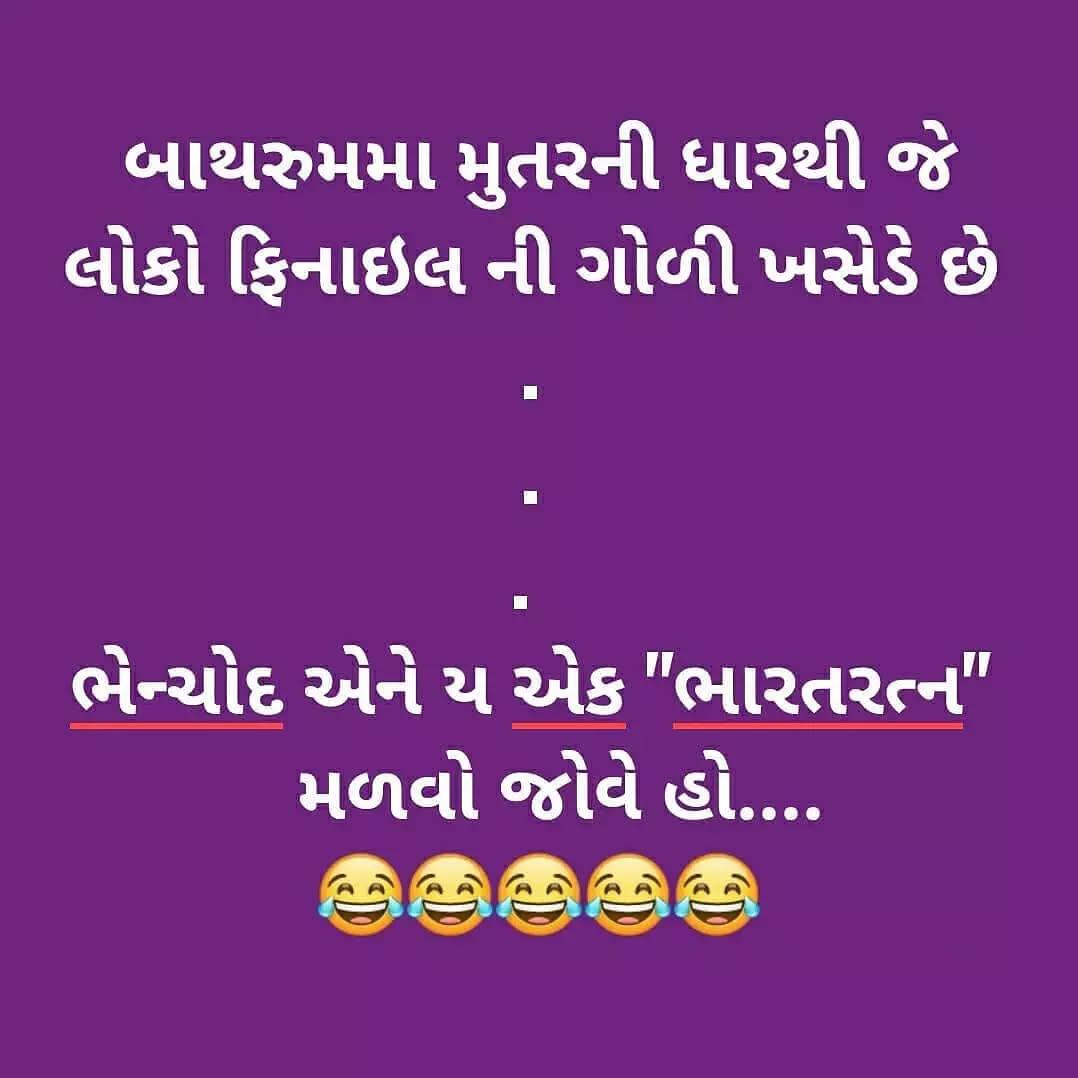 બાથરુમમા મુતરની ધારથી જે
લોકો ફિનાઇલ ની ગોળી ખસેડે છે
.
.
.
ભેન્ચોદ એને ય એક "ભારતરત્ન"
મળવો જોવે હો....
😂😂😂😂😂